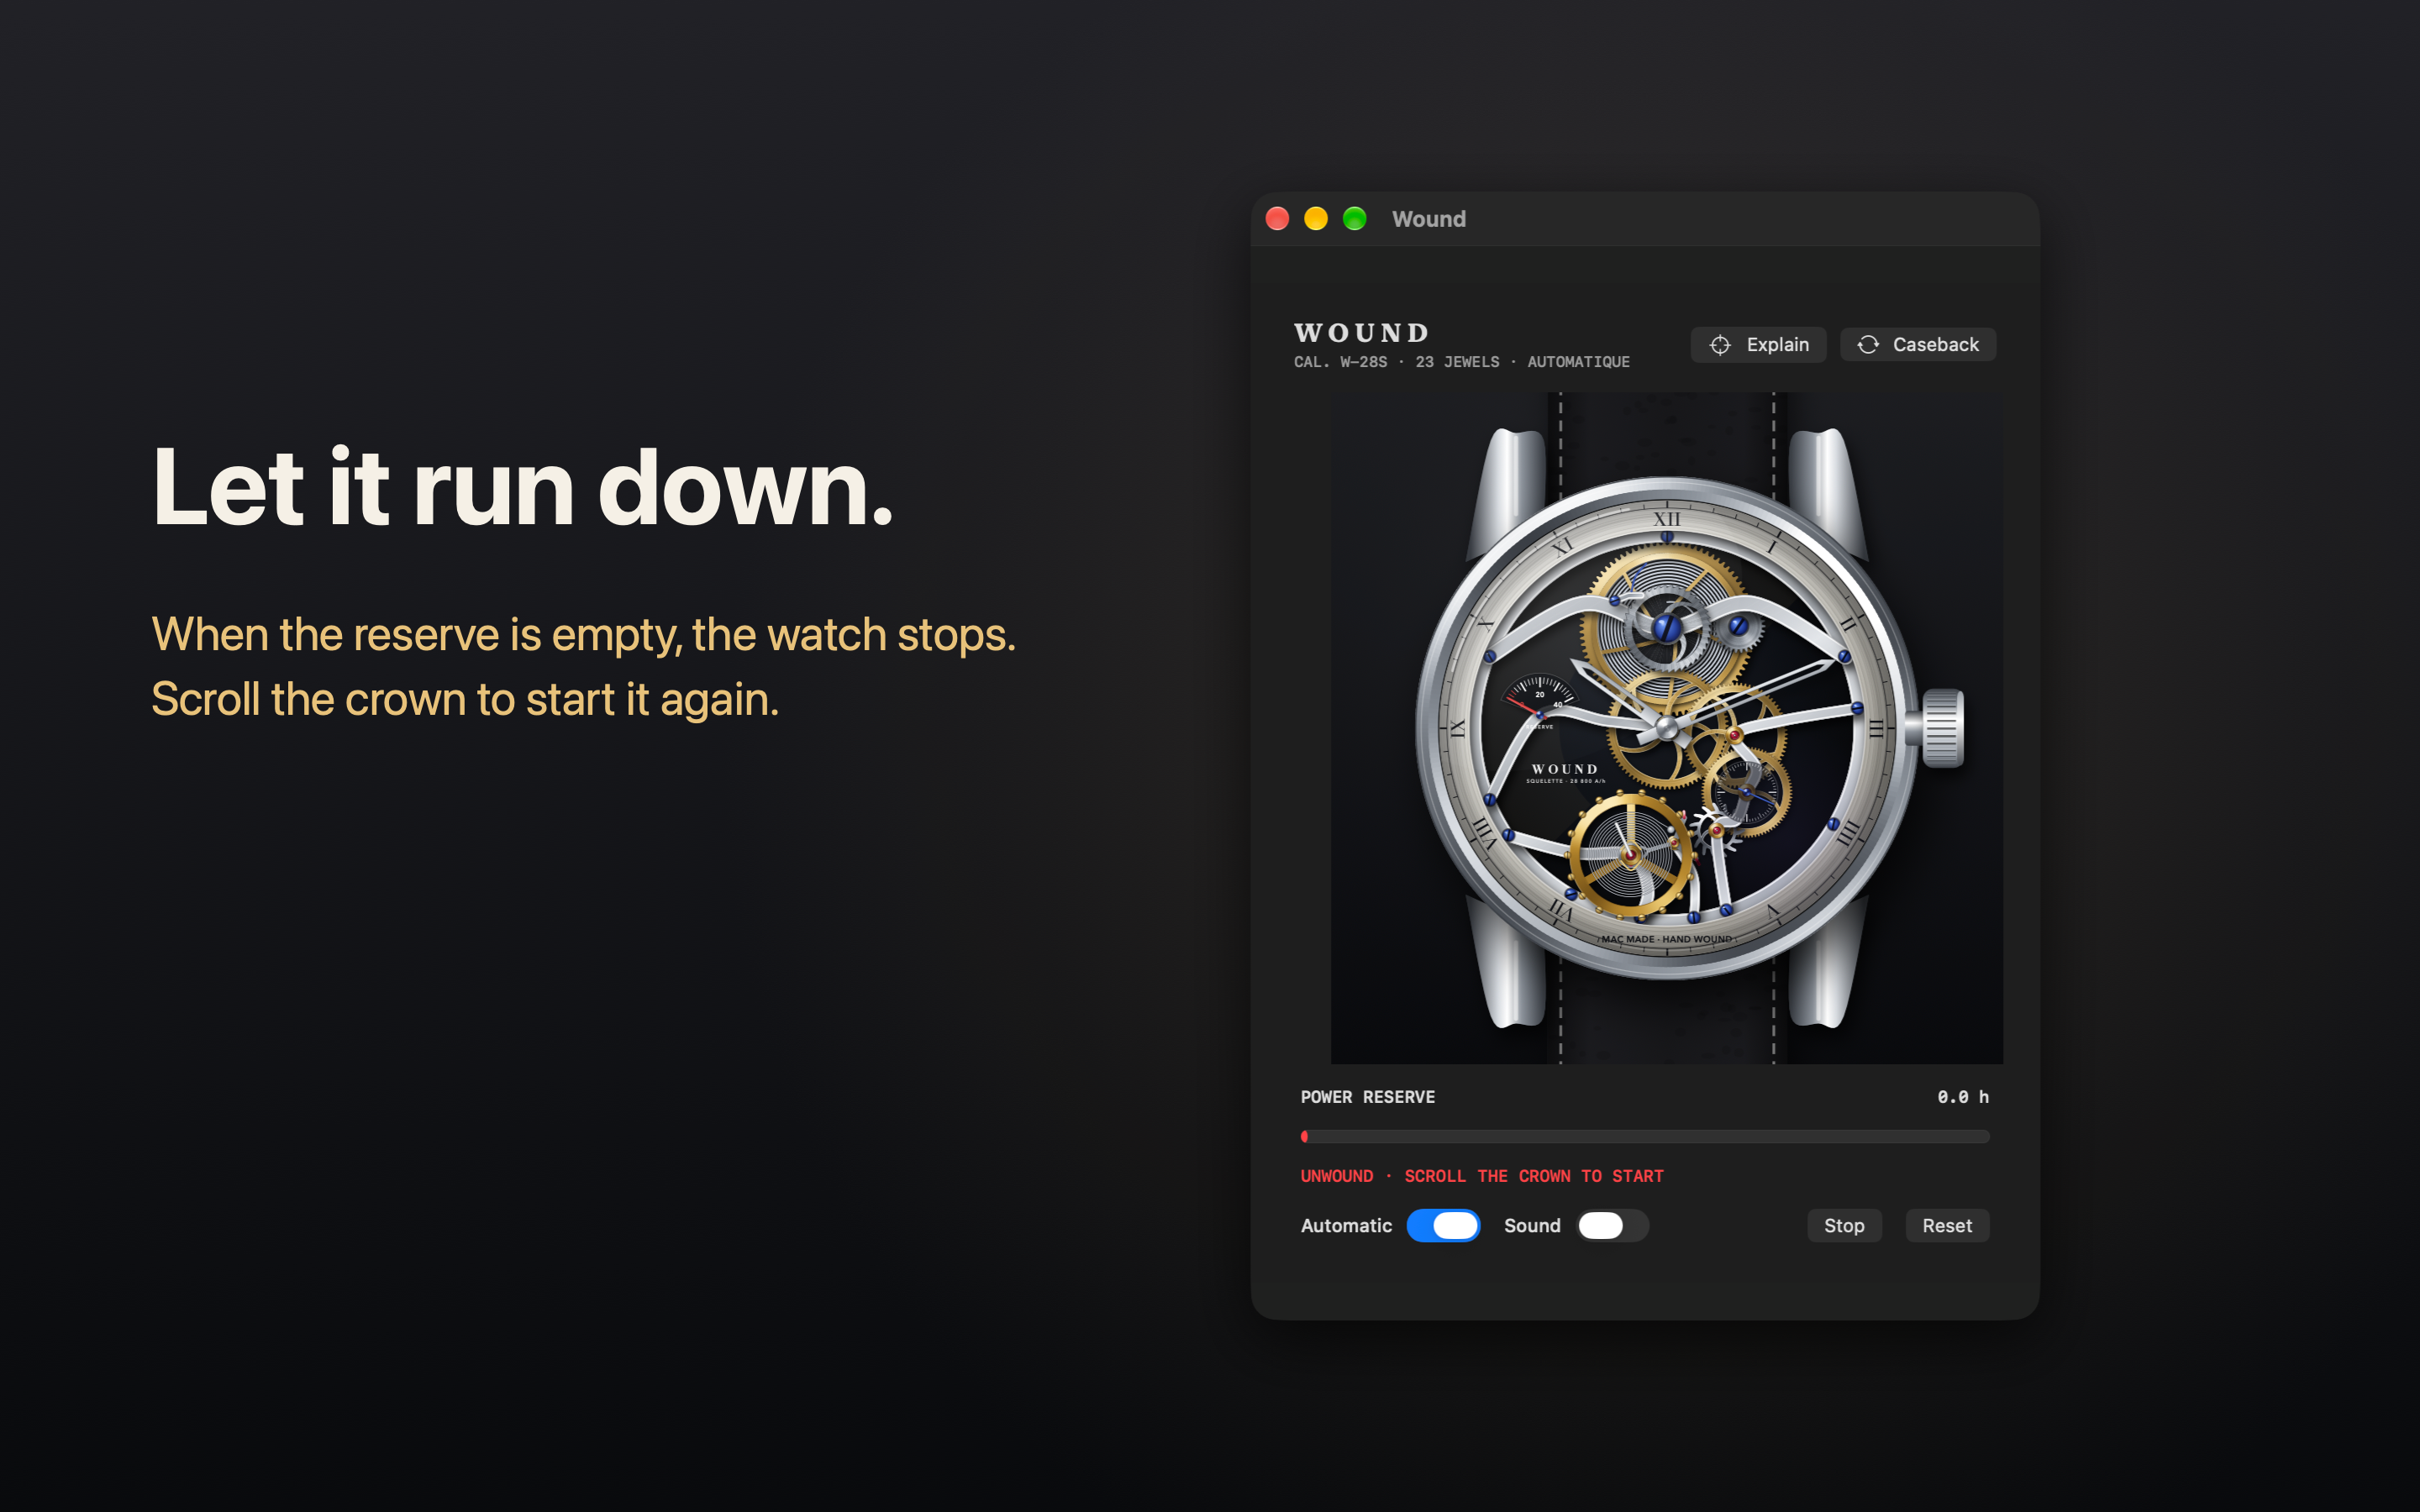 Let it run down.
When the reserve is empty, the watch stops.
Scroll the crown to start it again.
Wound
WOUND
CAL. W-28S · 23 JEWELS · AUTOMATIQUE
Explain
Caseback
XII
I
II
III
IIII
V
VII
VIII
IX
X
XI
20
40
WOUND
SQUELETTE · 28 800 A/h
MAC MADE · HAND WOUND
POWER RESERVE
0.0 h
UNWOUND · SCROLL THE CROWN TO START
Automatic
Sound
Stop
Reset